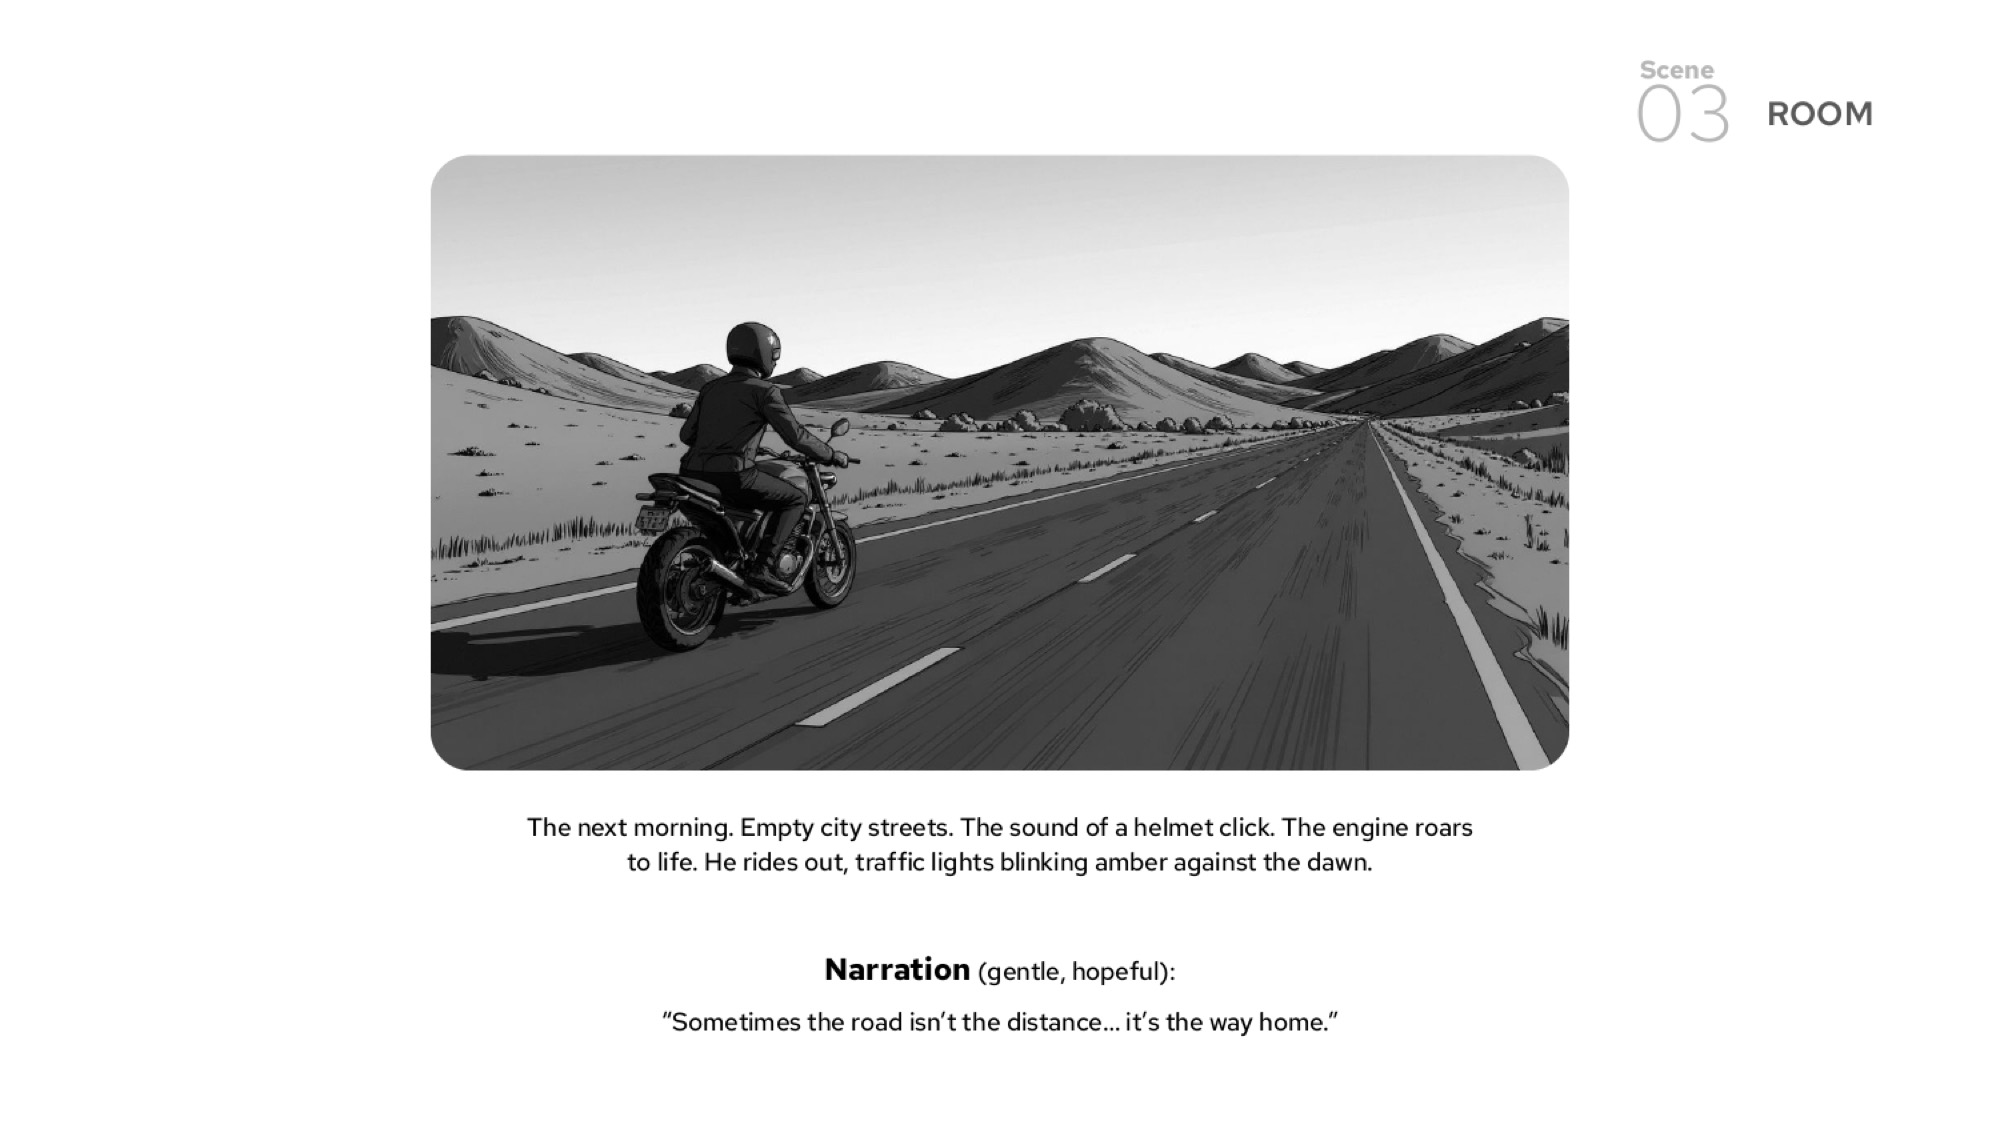 Scene
03 ROOM
The next morning. Empty city streets. The sound of a helmet click. The engine roars
to life. He rides out, traffic lights blinking amber against the dawn.
Narration (gentle, hopeful):
“Sometimes the road isn’t the distance... it’s the way home.”